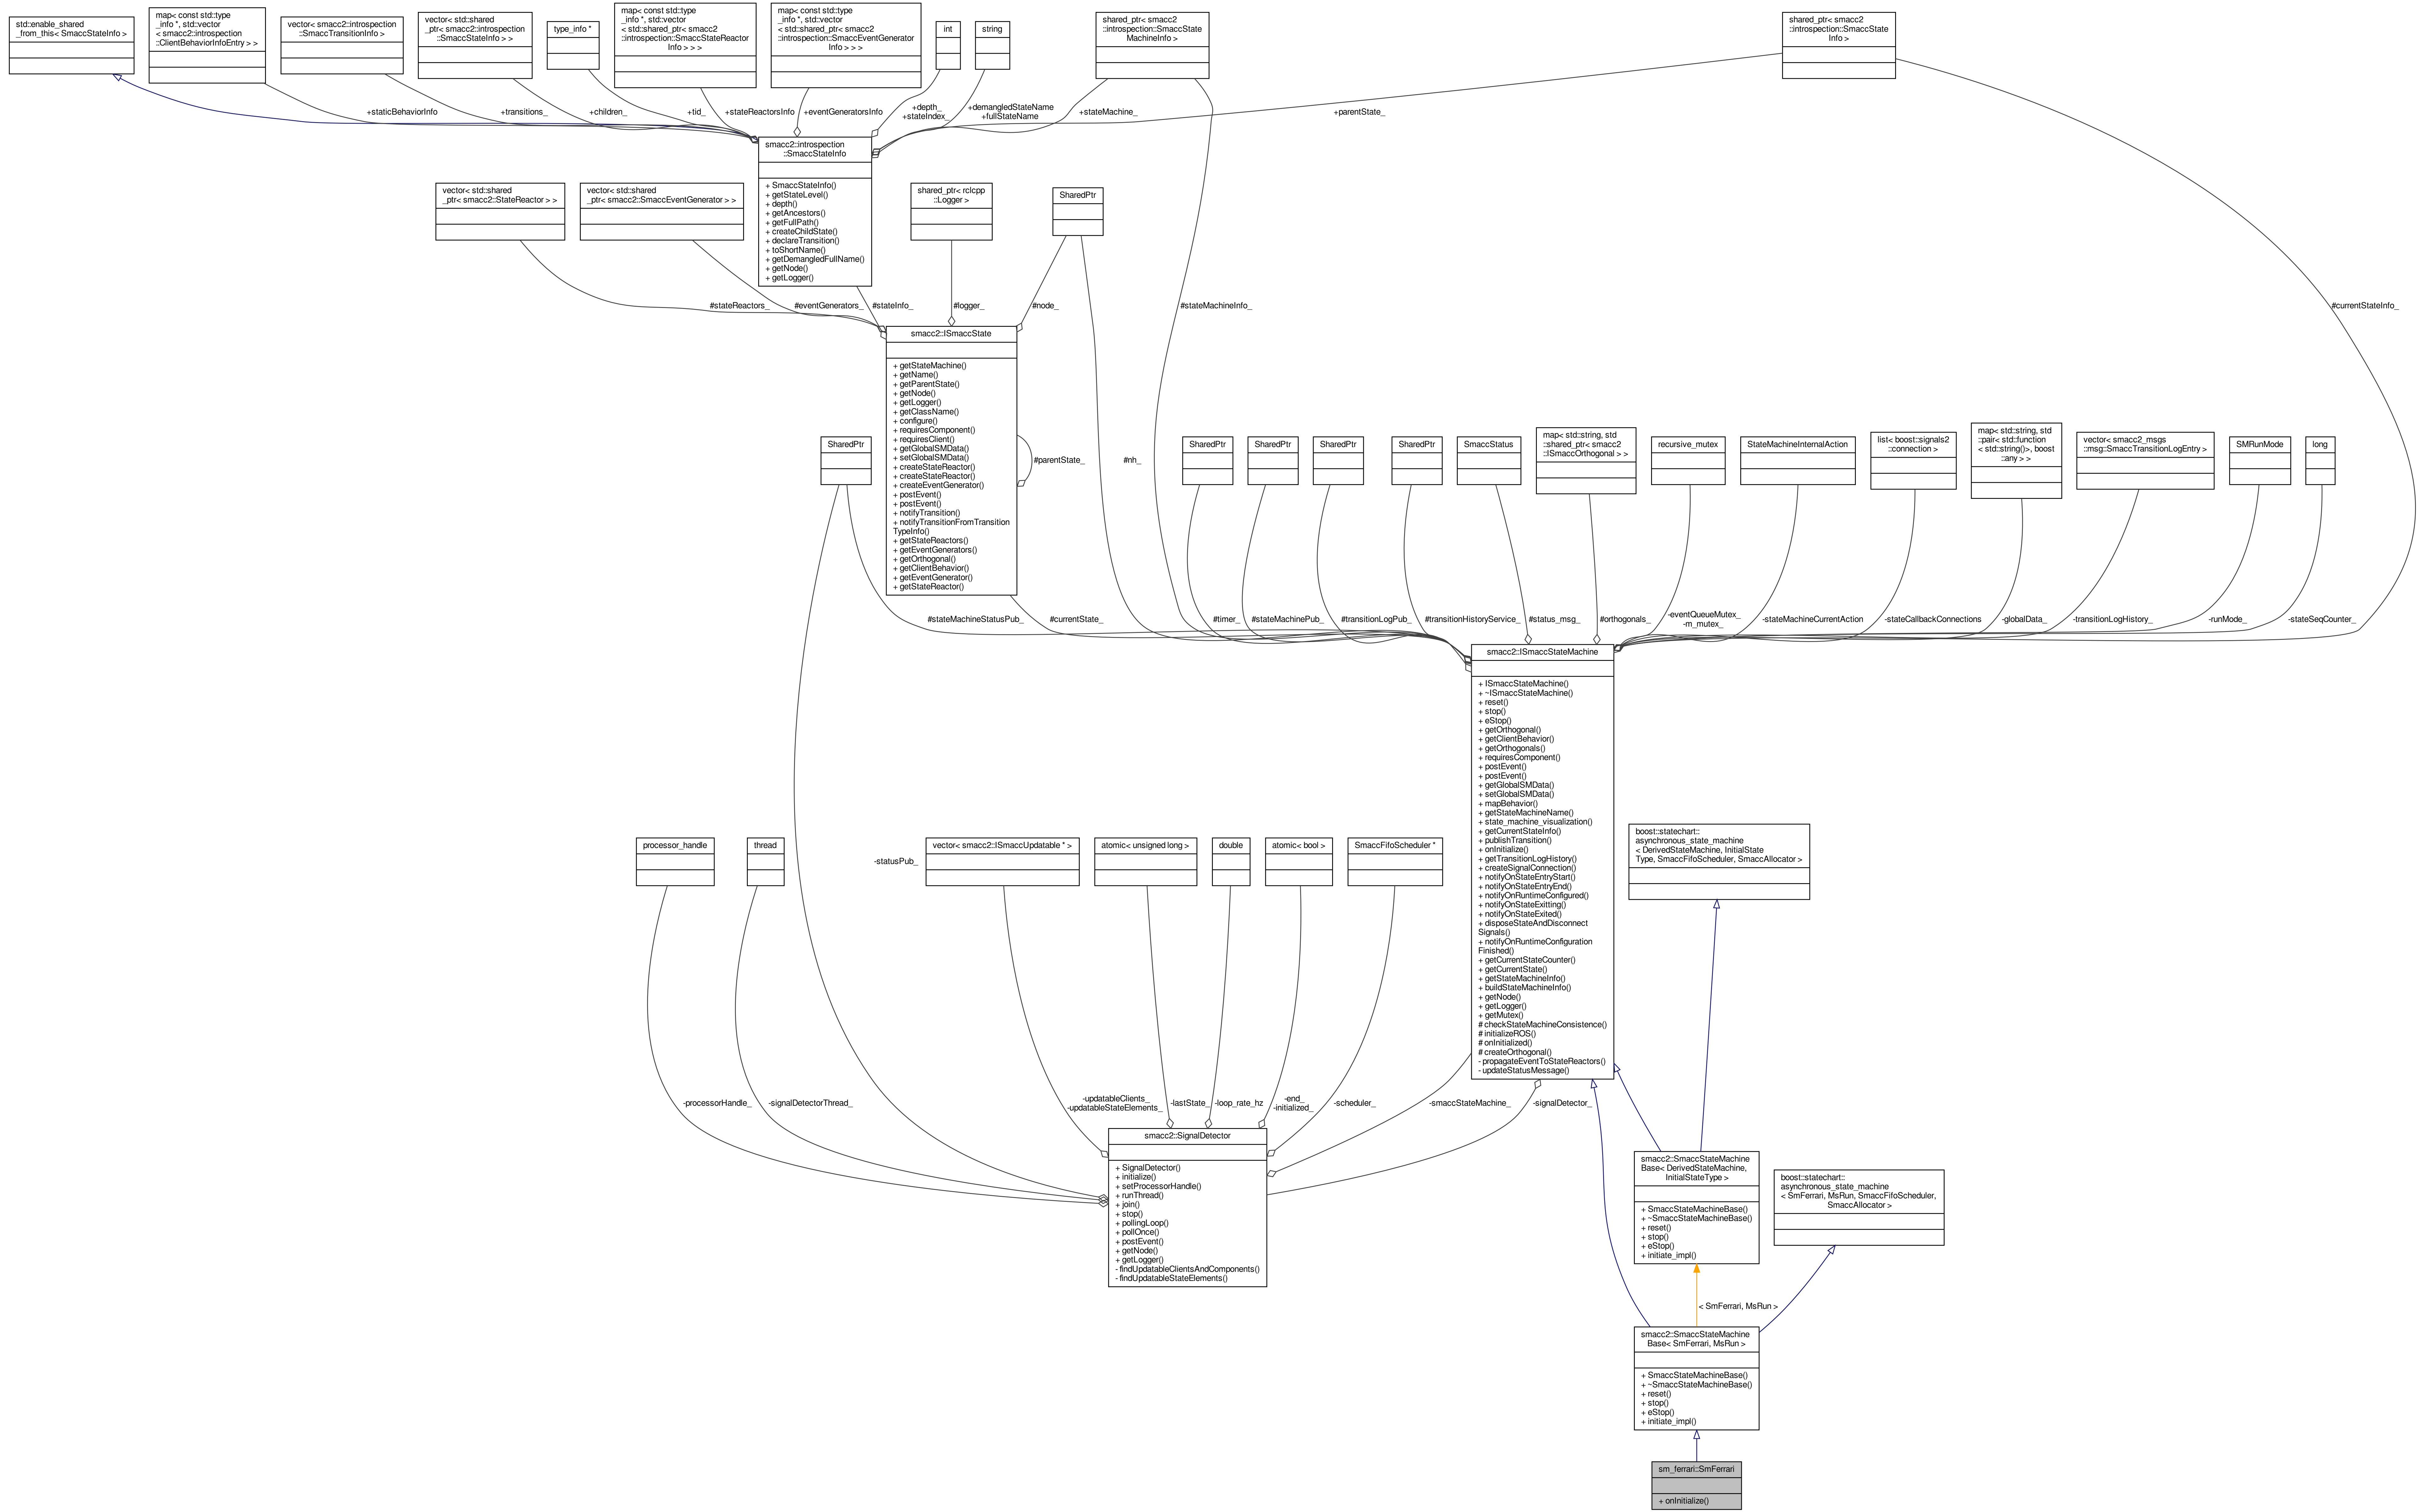 std::enable_shared
_from_this< SmaccStateInfo >
map< const std::type
_info *, std::vector
< smacc2::introspection
::ClientBehaviorInfoEntry > >
vector< smacc2::introspection
::SmaccTransitionInfo >
vector< std::shared
_ptr< smacc2::introspection
::SmaccStateInfo > >
type_info *
map< const std::type
_info *, std::vector
< std::shared_ptr< smacc2
::introspection::SmaccStateReactor
Info > > >
map< const std::type
_info *, std::vector
< std::shared_ptr< smacc2
::introspection::SmaccEventGenerator
Info > > >
int
string
shared_ptr< smacc2
::introspection::SmaccState
MachineInfo >
shared_ptr< smacc2
::introspection::SmaccState
Info >
+staticBehaviorInfo
+transitions_
+children_
+tid_
+stateReactorsInfo
+eventGeneratorsInfo
+depth_
+stateIndex_
+demangledStateName
+fullStateName
+stateMachine_
+parentState_
smacc2::introspection
::SmaccStateInfo
+ SmaccStateInfo()
+ getStateLevel()
+ depth()
+ getAncestors()
+ getFullPath()
+ createChildState()
+ declareTransition()
+ toShortName()
+ getDemangledFullName()
+ getNode()
+ getLogger()
vector< std::shared
_ptr< smacc2::StateReactor > >
vector< std::shared
_ptr< smacc2::SmaccEventGenerator > >
shared_ptr< rclcpp
::Logger >
SharedPtr
#stateReactors_
#eventGenerators_
#stateInfo_
#logger_
#node_
#stateMachineInfo_
#currentStateInfo_
smacc2::ISmaccState
+ getStateMachine()
+ getName()
+ getParentState()
+ getNode()
+ getLogger()
+ getClassName()
+ configure()
+ requiresComponent()
+ requiresClient()
+ getGlobalSMData()
+ setGlobalSMData()
+ createStateReactor()
+ createStateReactor()
+ createEventGenerator()
+ postEvent()
+ postEvent()
+ notifyTransition()
+ notifyTransitionFromTransition
TypeInfo()
+ getStateReactors()
+ getEventGenerators()
+ getOrthogonal()
+ getClientBehavior()
+ getEventGenerator()
+ getStateReactor()
#parentState_
#nh_
SharedPtr
SharedPtr
SharedPtr
SharedPtr
SharedPtr
SmaccStatus
map< std::string, std
::shared_ptr< smacc2
::ISmaccOrthogonal > >
recursive_mutex
StateMachineInternalAction
list< boost::signals2
::connection >
map< std::string, std
::pair< std::function
< std::string()>, boost
::any > >
vector< smacc2_msgs
::msg::SmaccTransitionLogEntry >
SMRunMode
long
#stateMachineStatusPub_
#currentState_
#timer_
#stateMachinePub_
#transitionLogPub_
#transitionHistoryService_
#status_msg_
#orthogonals_
-eventQueueMutex_
-m_mutex_
-stateMachineCurrentAction
-stateCallbackConnections
-globalData_
-transitionLogHistory_
-runMode_
-stateSeqCounter_
smacc2::ISmaccStateMachine
+ ISmaccStateMachine()
+ ~ISmaccStateMachine()
+ reset()
+ stop()
+ eStop()
+ getOrthogonal()
+ getClientBehavior()
+ getOrthogonals()
+ requiresComponent()
+ postEvent()
+ postEvent()
+ getGlobalSMData()
+ setGlobalSMData()
+ mapBehavior()
+ getStateMachineName()
+ state_machine_visualization()
+ getCurrentStateInfo()
+ publishTransition()
+ onInitialize()
+ getTransitionLogHistory()
+ createSignalConnection()
+ notifyOnStateEntryStart()
+ notifyOnStateEntryEnd()
+ notifyOnRuntimeConfigured()
+ notifyOnStateExitting()
+ notifyOnStateExited()
+ disposeStateAndDisconnect
Signals()
+ notifyOnRuntimeConfiguration
Finished()
+ getCurrentStateCounter()
+ getCurrentState()
+ getStateMachineInfo()
+ buildStateMachineInfo()
+ getNode()
+ getLogger()
+ getMutex()
# checkStateMachineConsistence()
# initializeROS()
# onInitialized()
# createOrthogonal()
- propagateEventToStateReactors()
- updateStatusMessage()
boost::statechart::
asynchronous_state_machine
< DerivedStateMachine, InitialState
Type, SmaccFifoScheduler, SmaccAllocator >
processor_handle
thread
-statusPub_
vector< smacc2::ISmaccUpdatable * >
atomic< unsigned long >
double
atomic< bool >
SmaccFifoScheduler *
-processorHandle_
-signalDetectorThread_
-updatableClients_
-updatableStateElements_
-lastState_
-loop_rate_hz
-end_
-initialized_
-scheduler_
-smaccStateMachine_
-signalDetector_
smacc2::SignalDetector
+ SignalDetector()
+ initialize()
+ setProcessorHandle()
+ runThread()
+ join()
+ stop()
+ pollingLoop()
+ pollOnce()
+ postEvent()
+ getNode()
+ getLogger()
- findUpdatableClientsAndComponents()
- findUpdatableStateElements()
smacc2::SmaccStateMachine
Base< DerivedStateMachine,
InitialStateType >
+ SmaccStateMachineBase()
+ ~SmaccStateMachineBase()
+ reset()
+ stop()
+ eStop()
+ initiate_impl()
boost::statechart::
asynchronous_state_machine
< SmFerrari, MsRun, SmaccFifoScheduler,
SmaccAllocator >
< SmFerrari, MsRun >
smacc2::SmaccStateMachine
Base< SmFerrari, MsRun >
+ SmaccStateMachineBase()
+ ~SmaccStateMachineBase()
+ reset()
+ stop()
+ eStop()
+ initiate_impl()
sm_ferrari::SmFerrari
+ onInitialize()